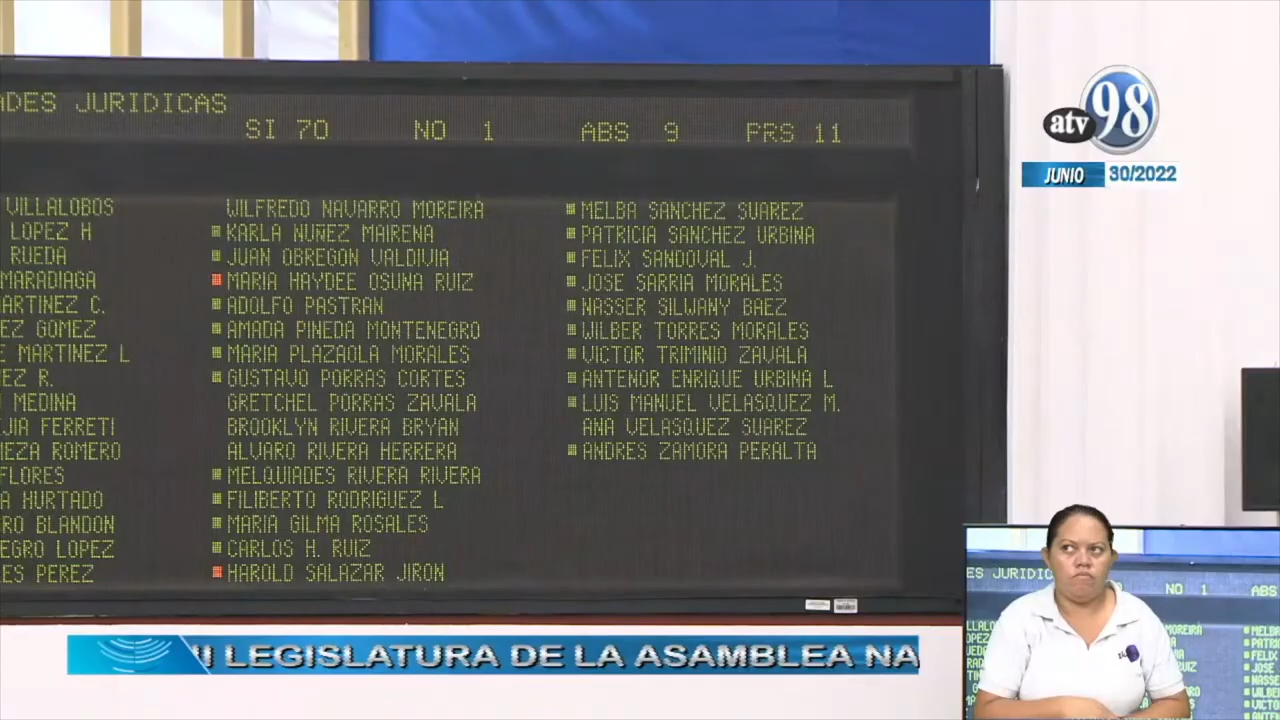 ADES JURIDICAS
SI 70 NO 1 ABS 9 PRS 11
VILLALOBOS
LOPEZ H
RUEDA
MARADIAGA
ARTINEZ C.
EZ GOMEZ
E MARTINEZ L
EZ R.
MEDINA
JIA FERRETI
IEZA ROMERO
FLORES
A HURTADO
RO BLANDON
EGRO LOPEZ
ES PEREZ
WILFREDO NAVARRO MOREIRA
KARLA NUÑEZ MAIRENA
JUAN OBREGON VALDIVIA
MARIA HAYDEE OSUNA RUIZ
ADOLFO PASTRAN
AMADA PINEDA MONTENEGRO
MARIA PLAZAOLA MORALES
GUSTAVO PORRAS CORTES
GRETCHEL PORRAS ZAVALA
BROOKLYN RIVERA BRYAN
ALVARO RIVERA HERRERA
MELQUIADES RIVERA RIVERA
FILIBERTO RODRIGUEZ L
MARIA GILMA ROSALES
CARLOS H. RUIZ
HAROLD SALAZAR JIRON
MELBA SANCHEZ SUAREZ
PATRICIA SANCHEZ URBINA
FELIX SANDOVAL J.
JOSE SARRIA MORALES
NASSER SILWANY BAEZ
WILBER TORRES MORALES
VICTOR TRIMINIO ZAVALA
ANTENOR ENRIQUE URBINA L
LUIS MANUEL VELASQUEZ M.
ANA VELASQUEZ SUAREZ
ANDRES ZAMORA PERALTA
atv 98
JUNIO 30/2022
ES JURIDIC
NO 1 ABS
LEGISLATURA DE LA ASAMBLEA NA